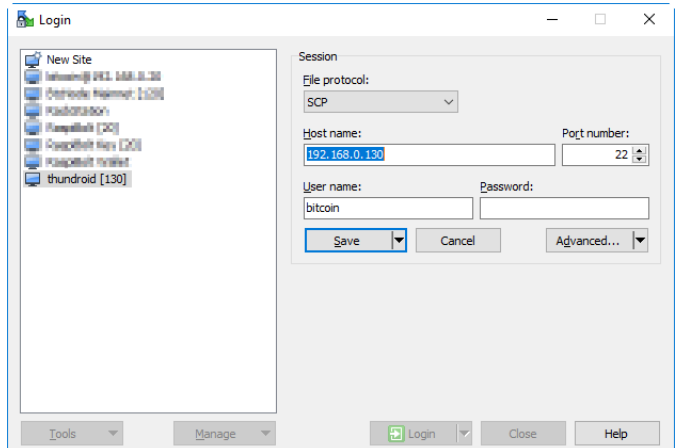 Login
New Site
thundroid [130]
Session
File protocol:
SCP
Host name:
Port number:
192.168.0.130
22
User name:
Password:
bitcoin
Save
Cancel
Advanced...
Tools
Manage
Login
Close
Help